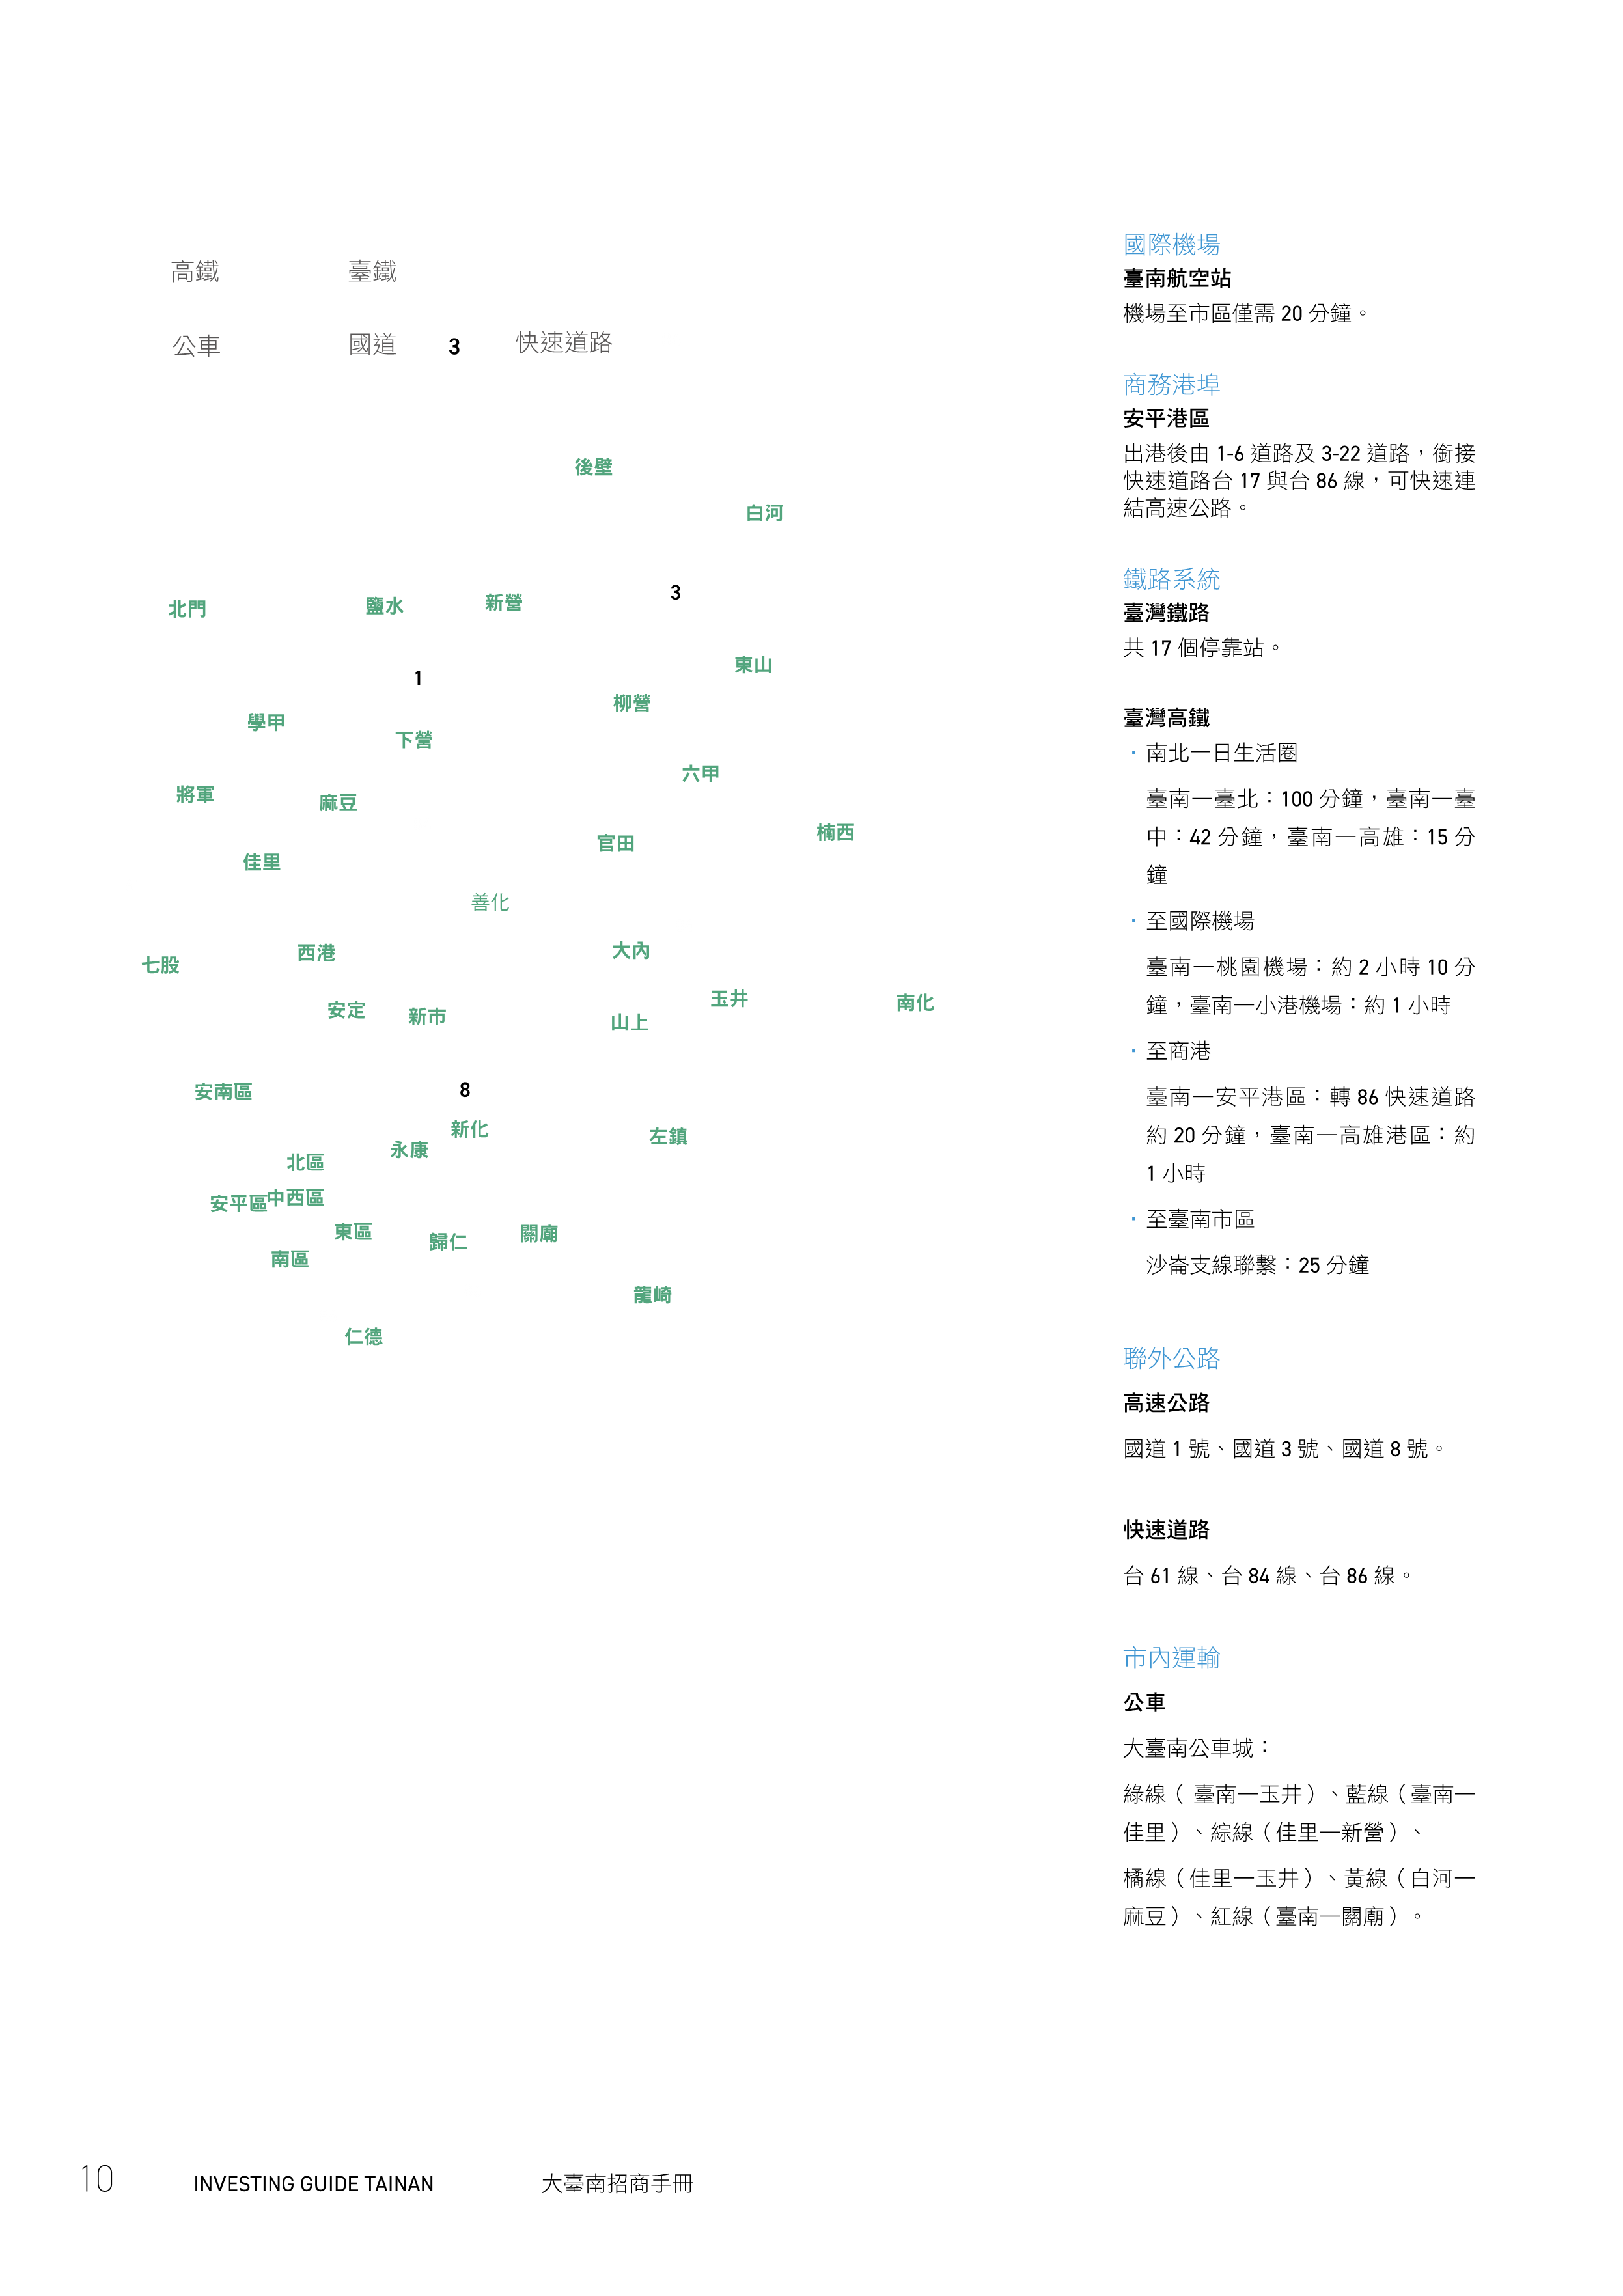 高鐵
臺鐵
公車
國道
3
快速道路
後壁
白河
3
北門
鹽水
新營
1
東山
柳營
學甲
下營
六甲
將軍
麻豆
楠西
官田
佳里
善化
西港
大內
七股
玉井
南化
安定
新市
山上
安南區
8
新化
左鎮
永康
北區
安平區
中西區
東區
歸仁
關廟
南區
龍崎
仁德
國際機場
臺南航空站
機場至市區僅需 20 分鐘。
商務港埠
安平港區
出港後由 1-6 道路及 3-22 道路，銜接
快速道路台 17 與台 86 線，可快速連
結高速公路。
鐵路系統
臺灣鐵路
共 17 個停靠站。
臺灣高鐵
・南北一日生活圈
臺南—臺北：100 分鐘，臺南—臺
中：42 分鐘，臺南—高雄：15 分
鐘
・至國際機場
臺南—桃園機場：約 2 小時 10 分
鐘，臺南—小港機場：約 1 小時
・至商港
臺南—安平港區：轉 86 快速道路
約 20 分鐘，臺南—高雄港區：約
1 小時
・至臺南市區
沙崙支線聯繫：25 分鐘
聯外公路
高速公路
國道 1 號、國道 3 號、國道 8 號。
快速道路
台 61 線、台 84 線、台 86 線。
市內運輸
公車
大臺南公車城：
綠線（ 臺南—玉井）、藍線（臺南—
佳里）、綜線（佳里—新營）、
橘線（佳里—玉井）、黃線（白河—
麻豆）、紅線（臺南—關廟）。
10
INVESTING GUIDE TAINAN
大臺南招商手冊